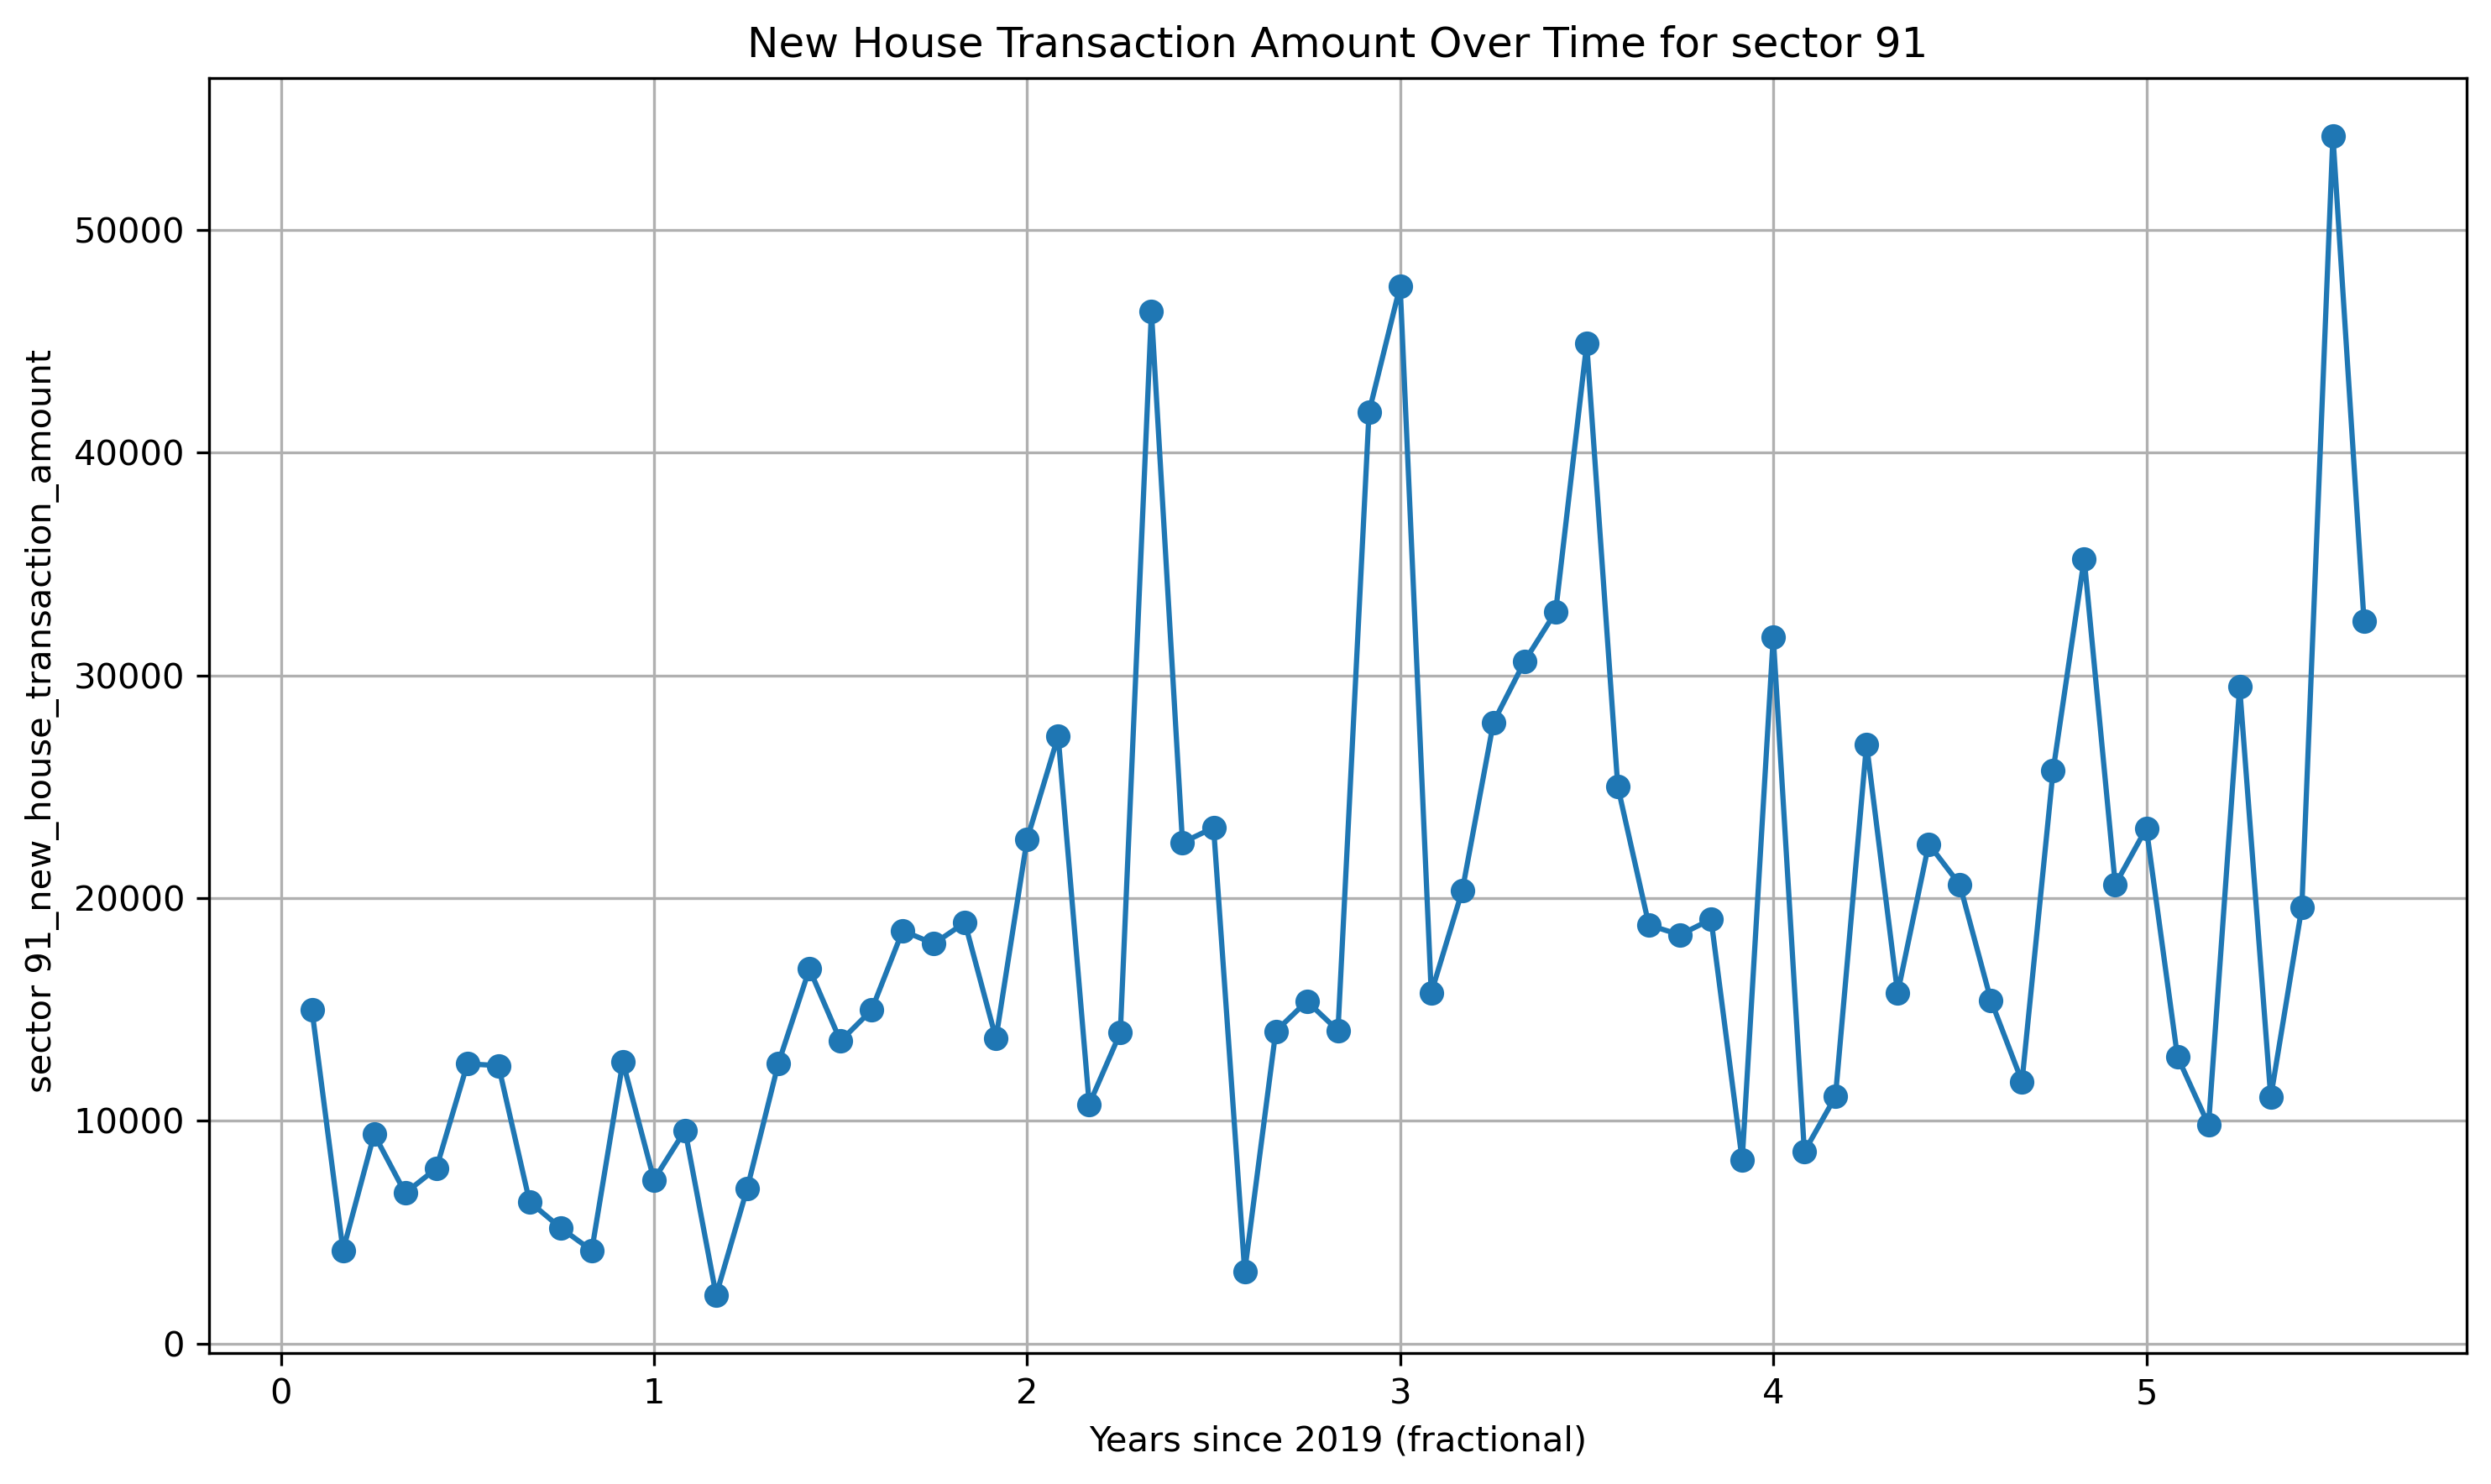 New House Transaction Amount Over Time for sector 91
sector 91_new_house_transaction_amount
50000
40000
30000
20000
10000
0
0 1 2 3 4 5
Years since 2019 (fractional)